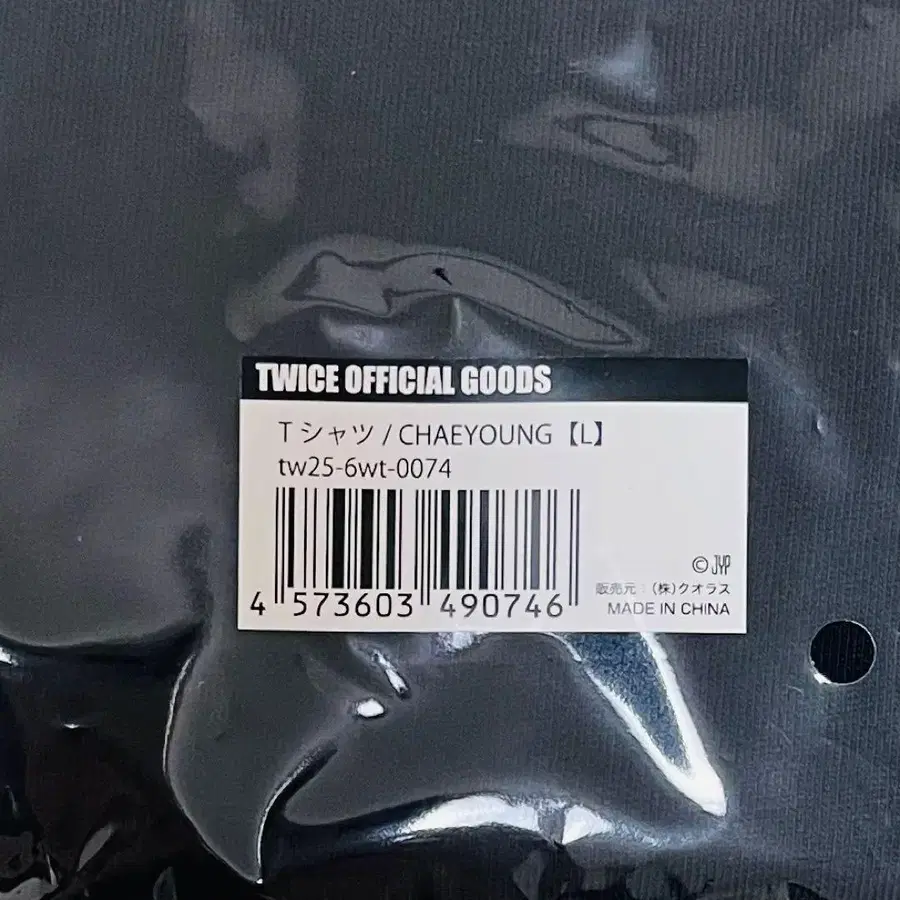 TWICE OFFICIAL GOODS
Tシャツ / CHAEYOUNG【L】
tw25-6wt-0074
4 573603 490746
© JYP
販売元:(株)クオラス
MADE IN CHINA